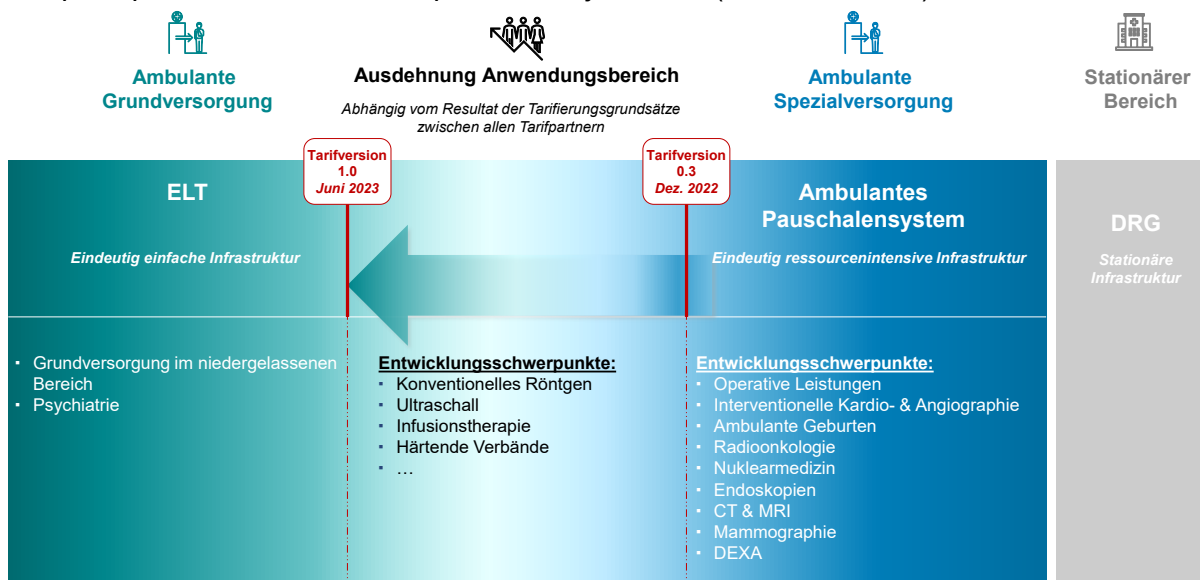 Ambulante
Grundversorgung
Ausdehnung Anwendungsbereich
Abhängig vom Resultat der Tarifierungsgrundsätze
zwischen allen Tarifpartnern
Ambulante
Spezialversorgung
Stationärer
Bereich
Tarifversion
1.0
Juni 2023
Tarifversion
0.3
Dez. 2022
ELT
Eindeutig einfache Infrastruktur
Ambulantes
Pauschalensystem
Eindeutig ressourcenintensive Infrastruktur
DRG
Stationäre
Infrastruktur
▪ Grundversorgung im niedergelassenen
Bereich
▪ Psychiatrie
Entwicklungsschwerpunkte:
▪ Konventionelles Röntgen
▪ Ultraschall
▪ Infusionstherapie
▪ Härtende Verbände
▪ …
Entwicklungsschwerpunkte:
▪ Operative Leistungen
▪ Interventionelle Kardio- & Angiographie
▪ Ambulante Geburten
▪ Radioonkologie
▪ Nuklearmedizin
▪ Endoskopien
▪ CT & MRI
▪ Mammographie
▪ DEXA